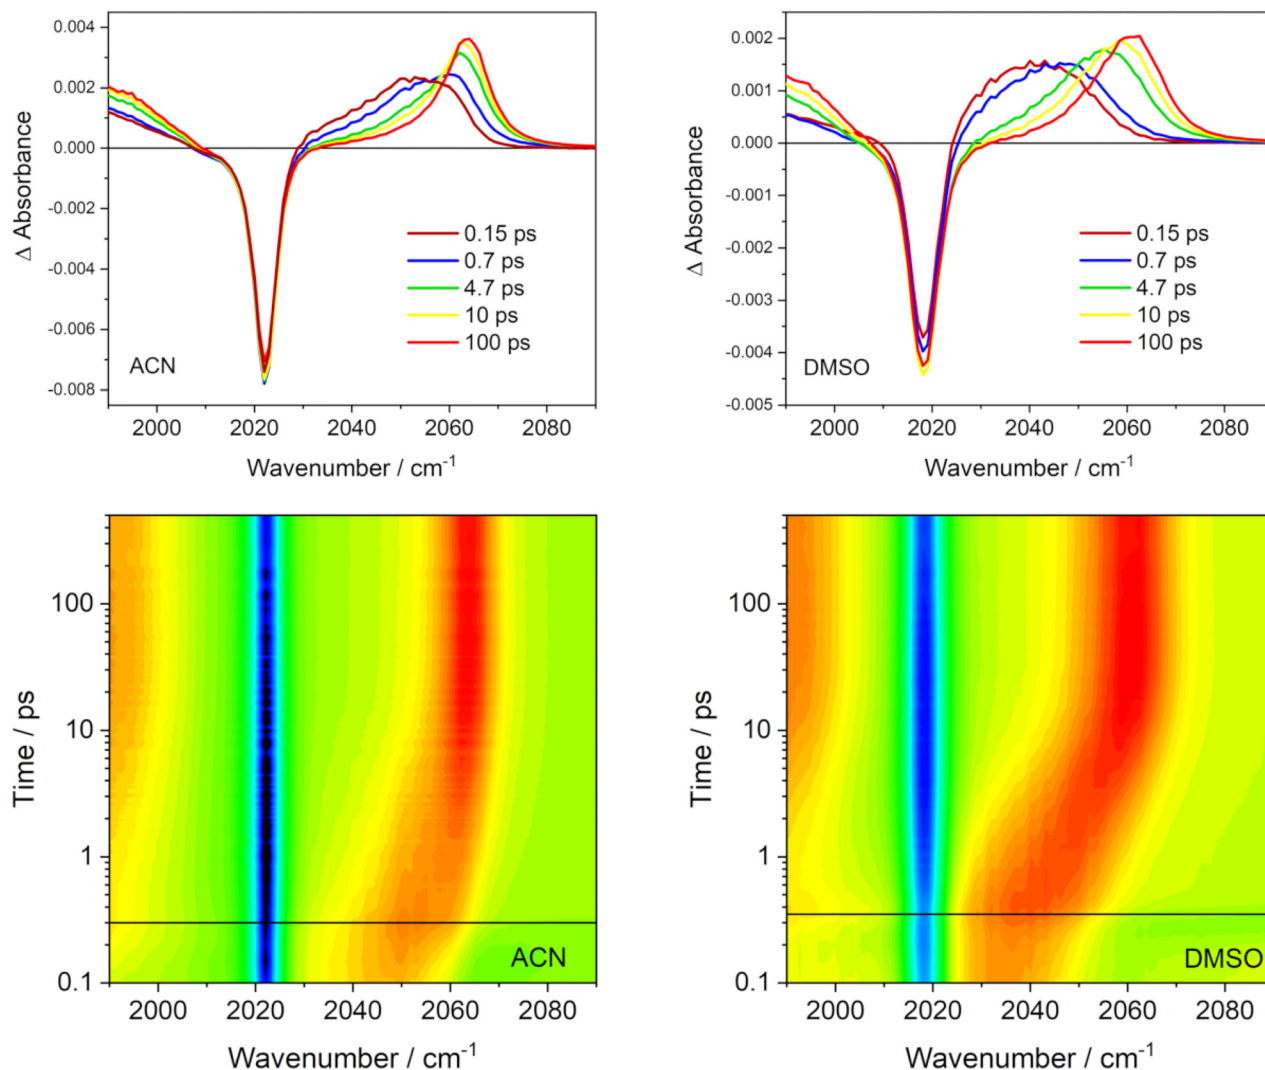 0.004
0.002
0.000
-0.002
-0.004
-0.006
-0.008
Δ Absorbance
0.15 ps
0.7 ps
4.7 ps
10 ps
100 ps
ACN
2000 2020 2040 2060 2080
Wavenumber / cm⁻¹
0.002
0.001
0.000
-0.001
-0.002
-0.003
-0.004
-0.005
Δ Absorbance
0.15 ps
0.7 ps
4.7 ps
10 ps
100 ps
DMSO
2000 2020 2040 2060 2080
Wavenumber / cm⁻¹
100
10
1
0.1
Time / ps
ACN
2000 2020 2040 2060 2080
Wavenumber / cm⁻¹
100
10
1
0.1
Time / ps
DMSO
2000 2020 2040 2060 2080
Wavenumber / cm⁻¹